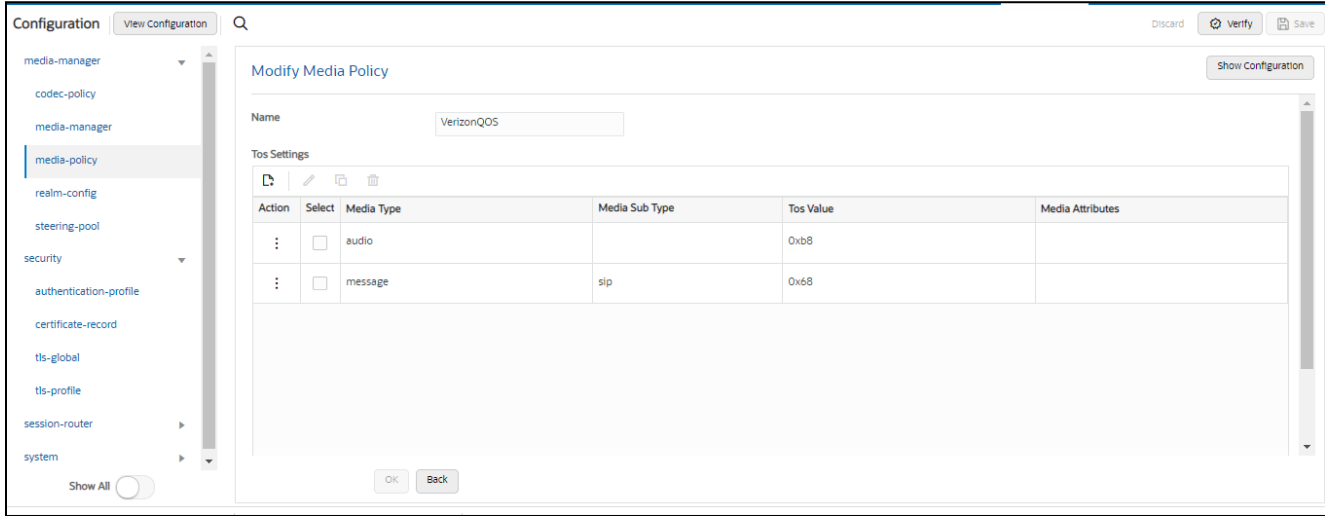 Configuration View Configuration Discard Verify Save
media-manager
codec-policy
media-manager
media-policy
realm-config
steering-pool
security
authentication-profile
certificate-record
tls-global
tls-profile
session-router
system
Show All
Modify Media Policy Show Configuration
Name VerizonQOS
Tos Settings
Action Select Media Type Media Sub Type Tos Value Media Attributes
audio 0xb8
message sip 0x68
OK Back